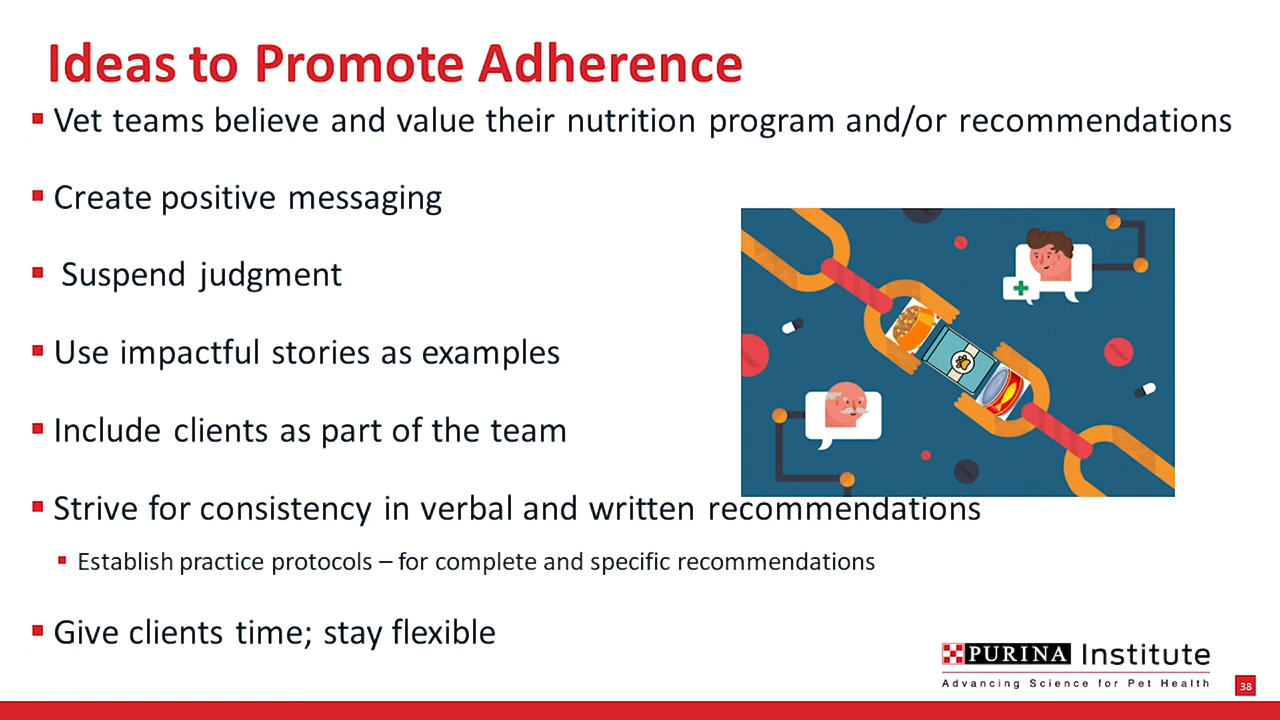 Ideas to Promote Adherence
Vet teams believe and value their nutrition program and/or recommendations
Create positive messaging
Suspend judgment
Use impactful stories as examples
Include clients as part of the team
Strive for consistency in verbal and written recommendations
Establish practice protocols – for complete and specific recommendations
Give clients time; stay flexible
PURINA Institute
Advancing Science for Pet Health
38